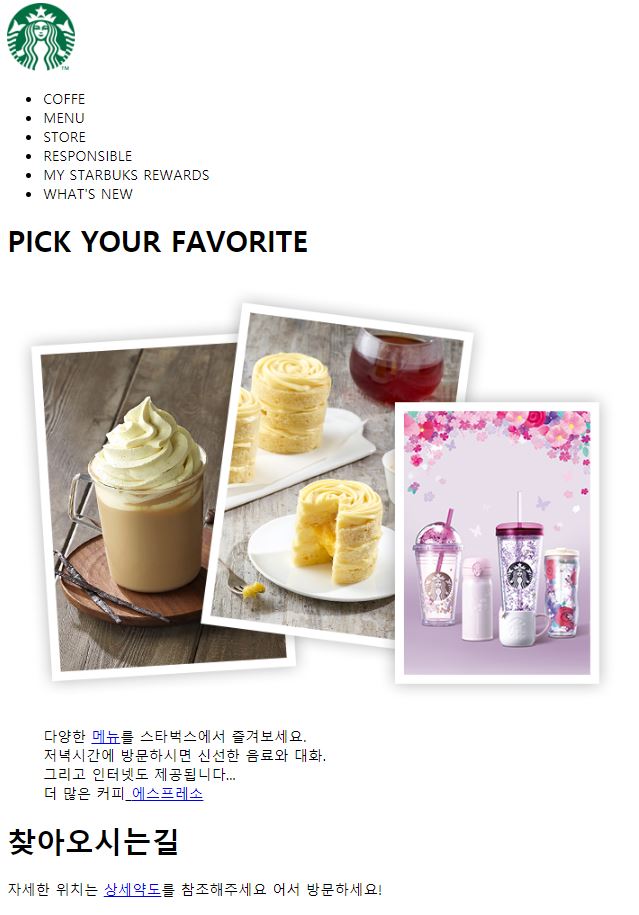 COFFE
MENU
STORE
RESPONSIBLE
MY STARBUKS REWARDS
WHAT'S NEW
PICK YOUR FAVORITE
다양한 메뉴를 스타벅스에서 즐겨보세요.
저녁시간에 방문하시면 신선한 음료와 대화.
그리고 인터넷도 제공됩니다...
더 많은 커피 에스프레소
찾아오시는길
자세한 위치는 상세약도를 참조해주세요 어서 방문하세요!